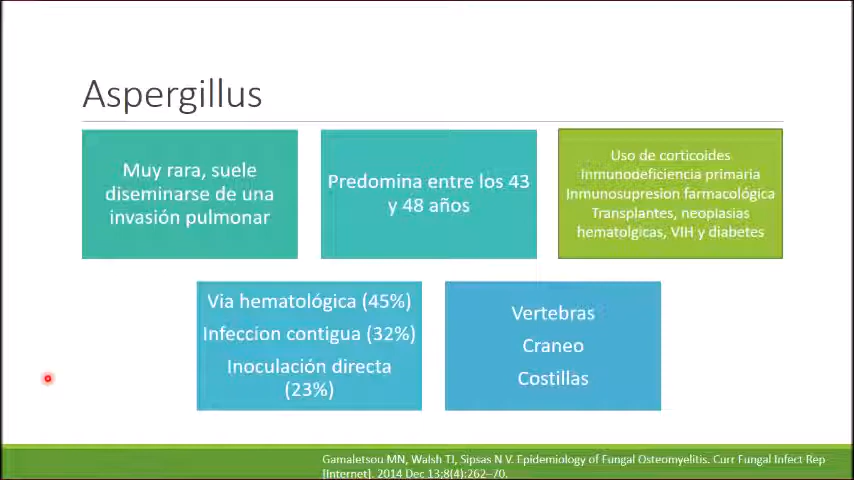 Aspergillus
Muy rara, suele
diseminarse de una
invasión pulmonar
Predomina entre los 43
y 48 años
Uso de corticoides
Inmunodeficiencia primaria
Inmunosupresion farmacológica
Transplantes, neoplasias
hematolgicas, VIH y diabetes
Via hematológica (45%)
Infeccion contigua (32%)
Inoculación directa
(23%)
Vertebras
Craneo
Costillas
Gamaletsou MN, Walsh TJ, Sipsas N V. Epidemiology of Fungal Osteomyelitis. Curr Fungal Infect Rep
[Internet]. 2014 Dec 13;8(4):262–70.